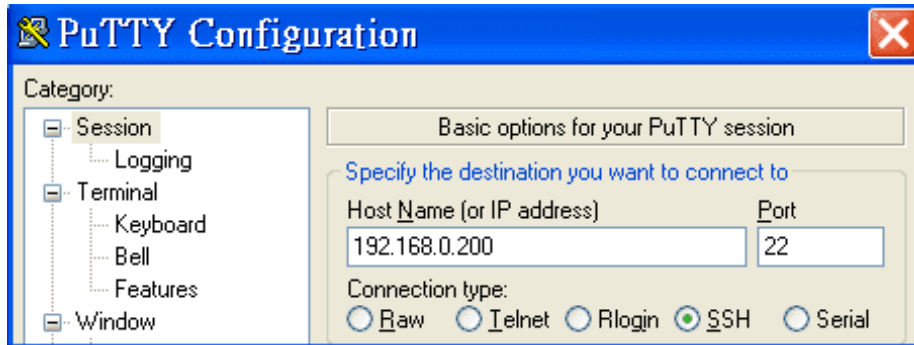 PuTTY Configuration
Category:
Session
Logging
Terminal
Keyboard
Bell
Features
Window
Basic options for your PuTTY session
Specify the destination you want to connect to
Host Name (or IP address) Port
192.168.0.200 22
Connection type:
Raw Telnet Rlogin SSH Serial